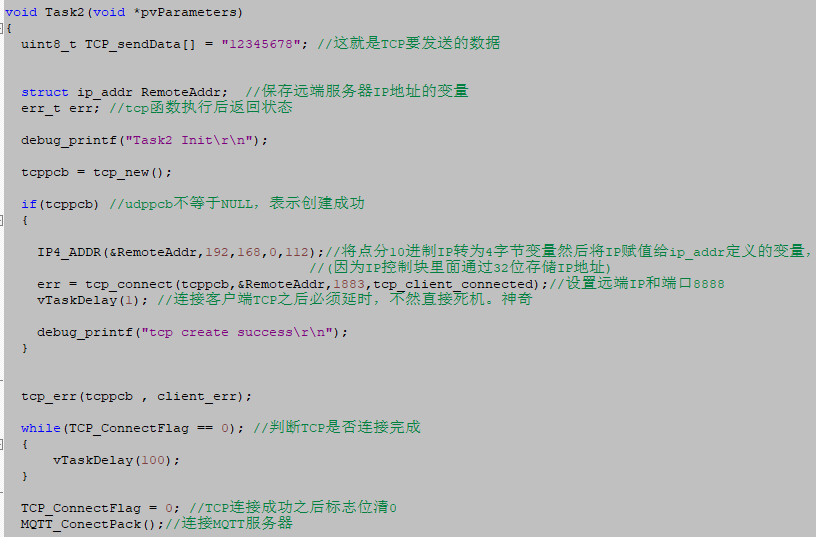 void Task2(void *pvParameters)
{
uint8_t TCP_sendData[] = "12345678"; //这就是TCP要发送的数据
struct ip_addr RemoteAddr; //保存远端服务器IP地址的变量
err_t err; //tcp函数执行后返回状态
debug_printf("Task2 Init\r\n");
tcppcb = tcp_new();
if(tcppcb) //udppcb不等于NULL，表示创建成功
{
IP4_ADDR(&RemoteAddr,192,168,0,112);//将点分10进制IP转为4字节变量然后将IP赋值给ip_addr定义的变量，
//(因为IP控制块里面通过32位存储IP地址)
err = tcp_connect(tcppcb,&RemoteAddr,1883,tcp_client_connected);//设置远端IP和端口8888
vTaskDelay(1); //连接客户端TCP之后必须延时，不然直接死机。神奇
debug_printf("tcp create success\r\n");
}
tcp_err(tcppcb , client_err);
while(TCP_ConnectFlag == 0); //判断TCP是否连接完成
{
vTaskDelay(100);
}
TCP_ConnectFlag = 0; //TCP连接成功之后标志位清0
MQTT_ConectPack();//连接MQTT服务器